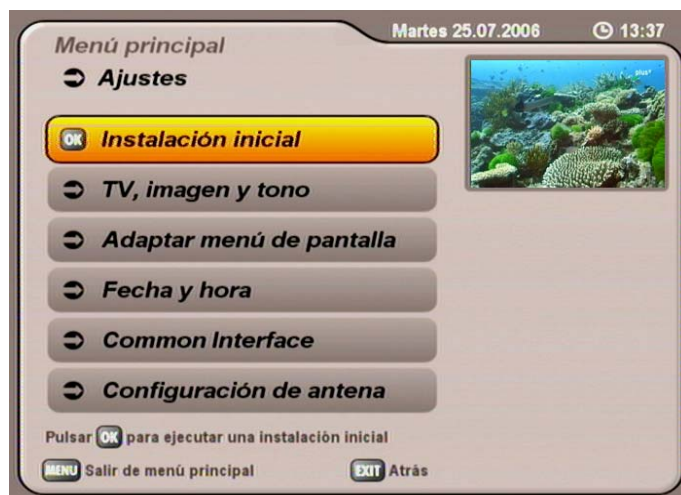 Martes 25.07.2006 13:37
Menú principal
Ajustes
plus+
OK Instalación inicial
TV, imagen y tono
Adaptar menú de pantalla
Fecha y hora
Common Interface
Configuración de antena
Pulsar OK para ejecutar una instalación inicial
MENU Salir de menú principal EXIT Atrás